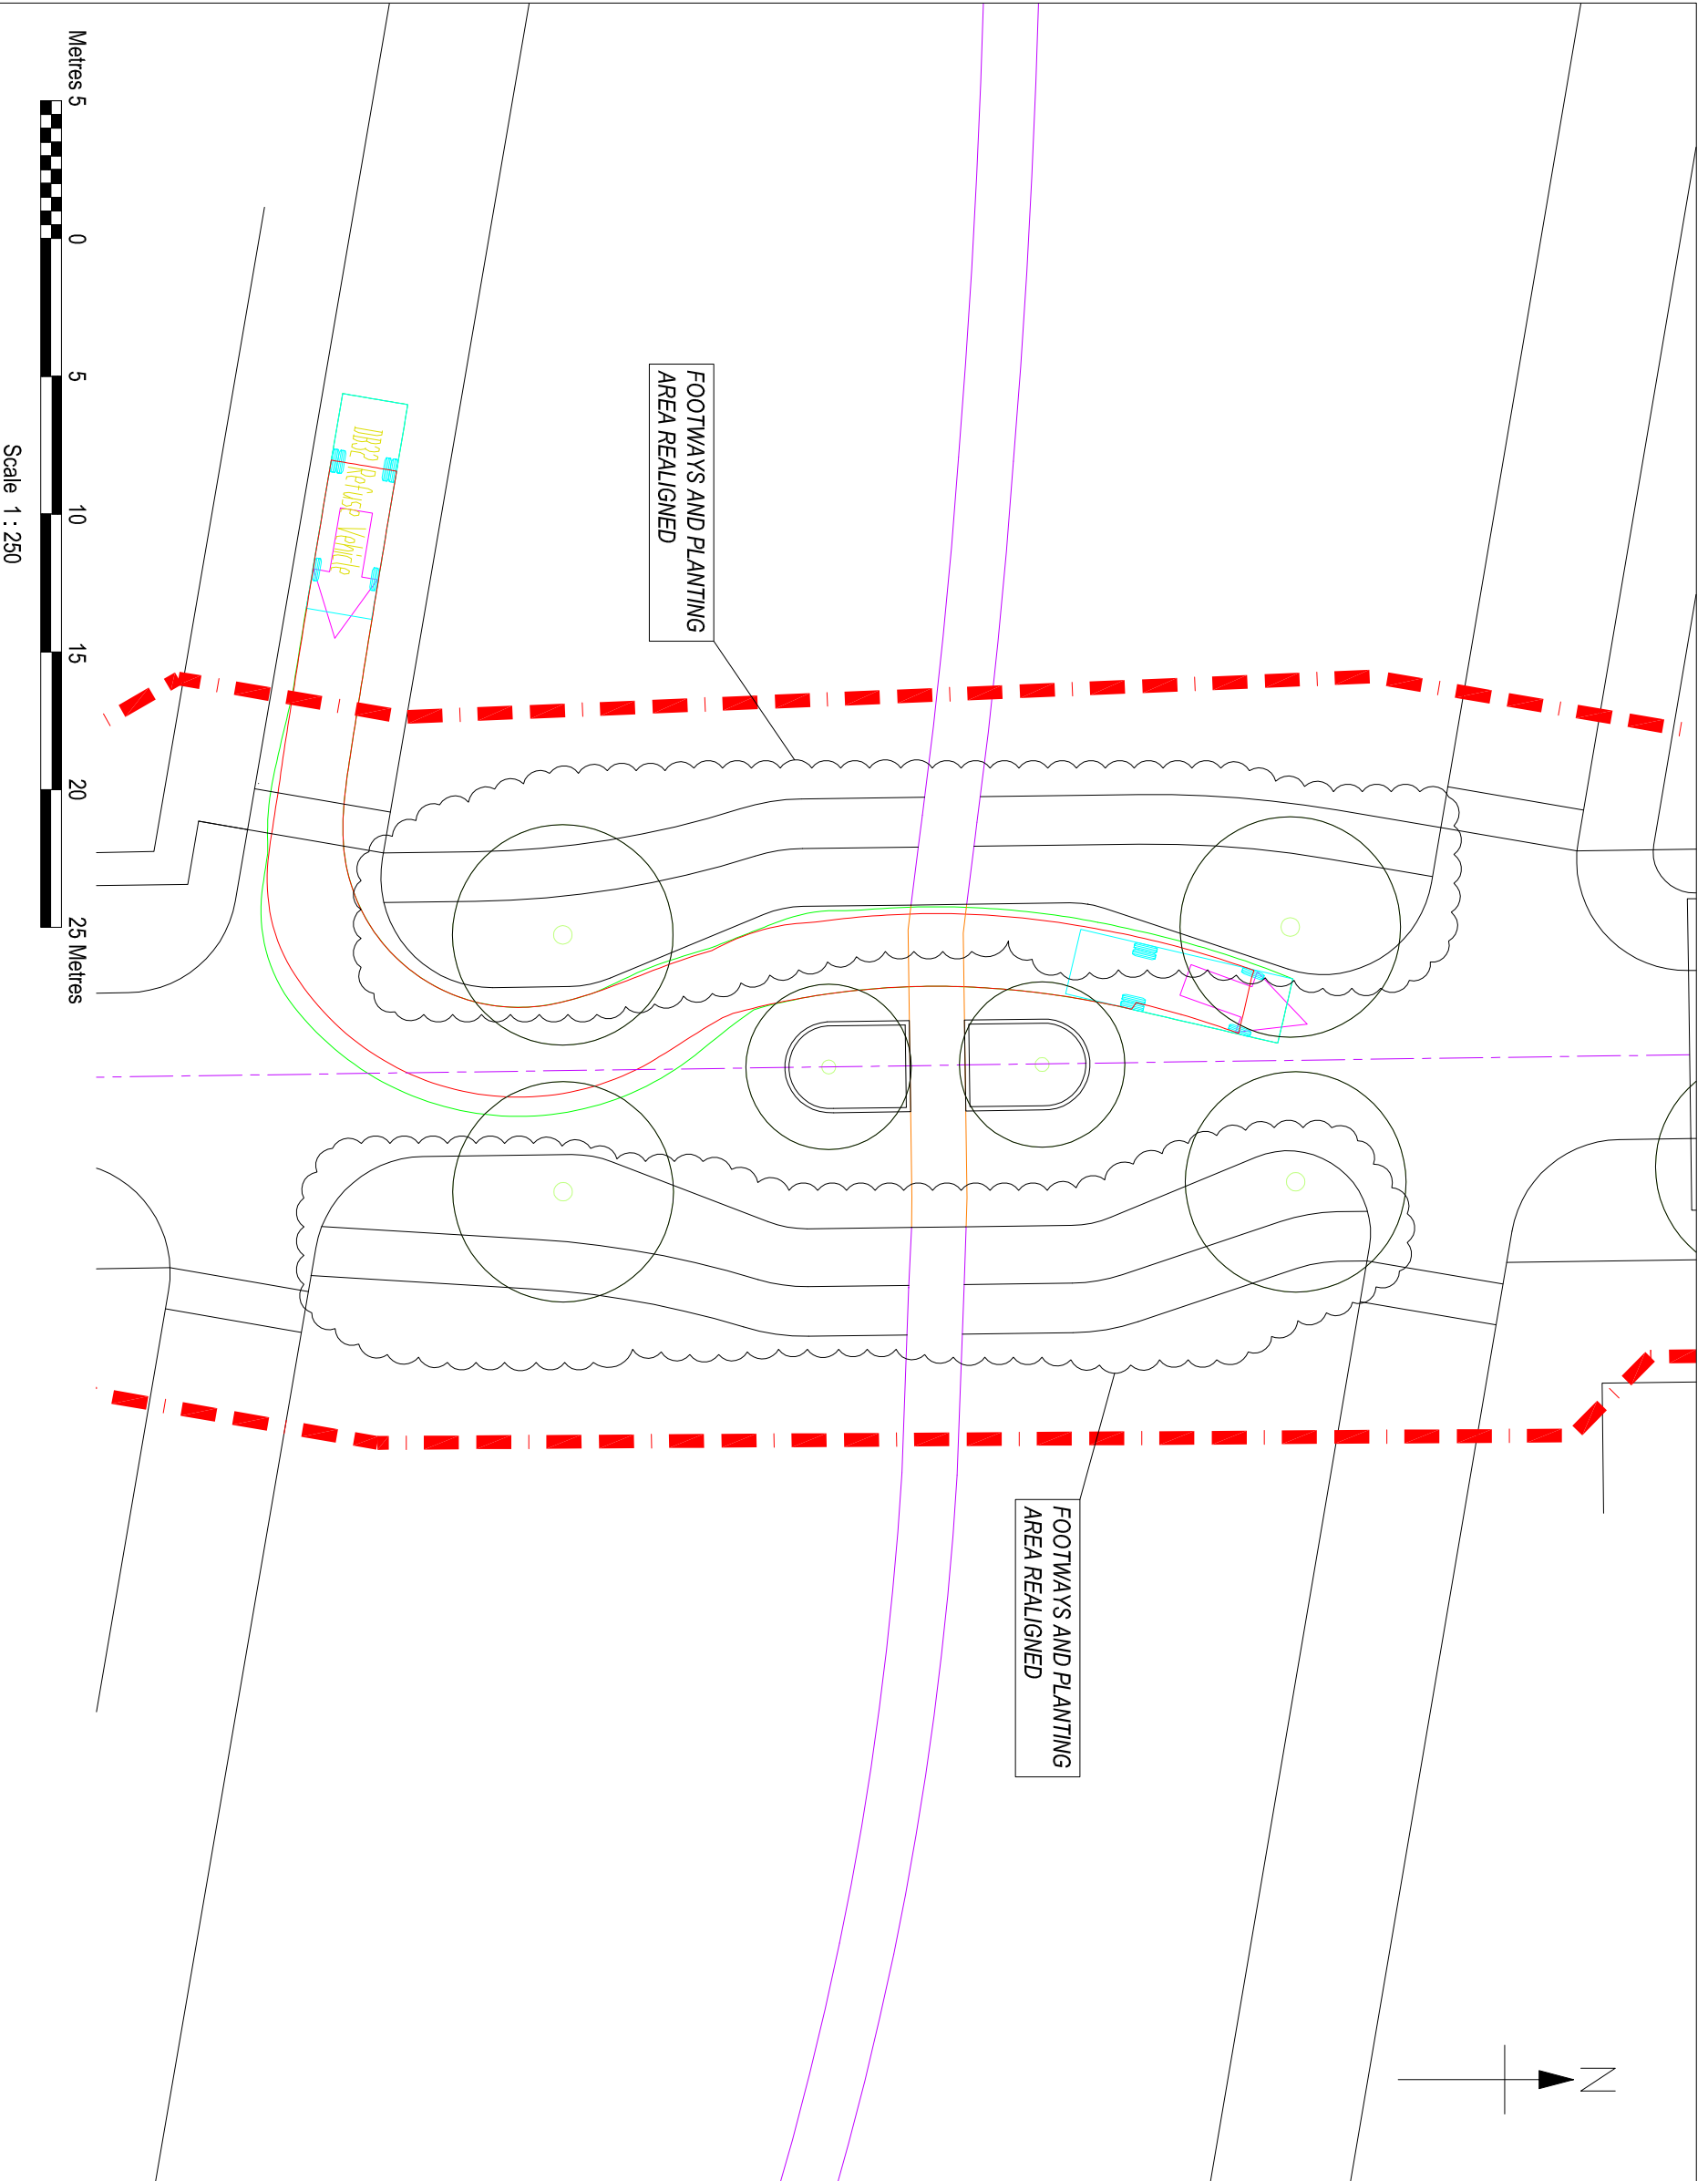 FOOTWAYS AND PLANTING
AREA REALIGNED
FOOTWAYS AND PLANTING
AREA REALIGNED
DB32 Refuse Vehicle
N
Metres 5 0 5 10 15 20 25 Metres
Scale 1:250